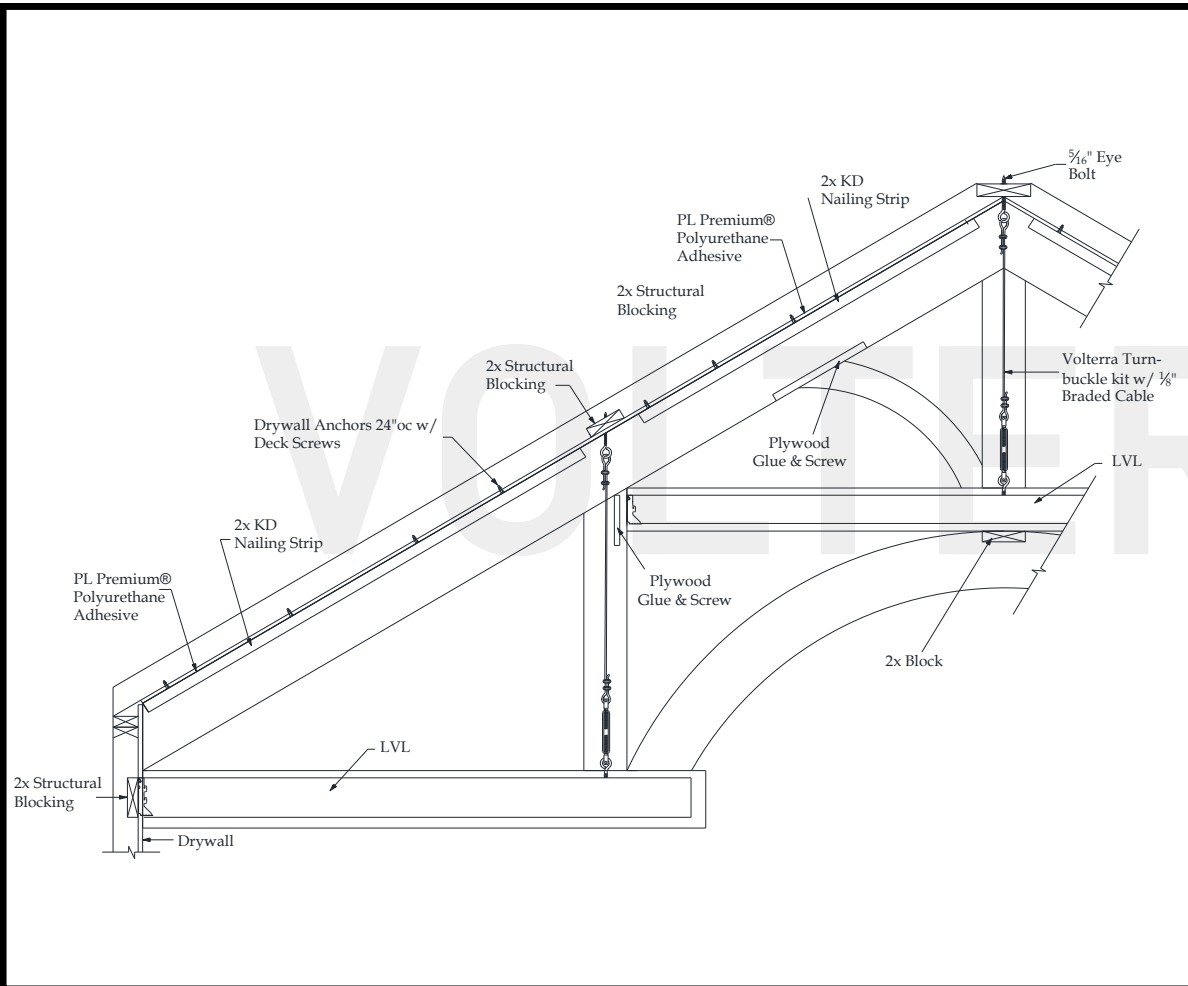 5/16" Eye
Bolt
2x KD
Nailing Strip
PL Premium®
Polyurethane
Adhesive
2x Structural
Blocking
2x Structural
Blocking
Volterra Turn-
buckle kit w/ 1/8"
Braded Cable
Drywall Anchors 24"oc w/
Deck Screws
Plywood
Glue & Screw
LVL
2x KD
Nailing Strip
PL Premium®
Polyurethane
Adhesive
Plywood
Glue & Screw
2x Block
LVL
2x Structural
Blocking
Drywall
VOLTER